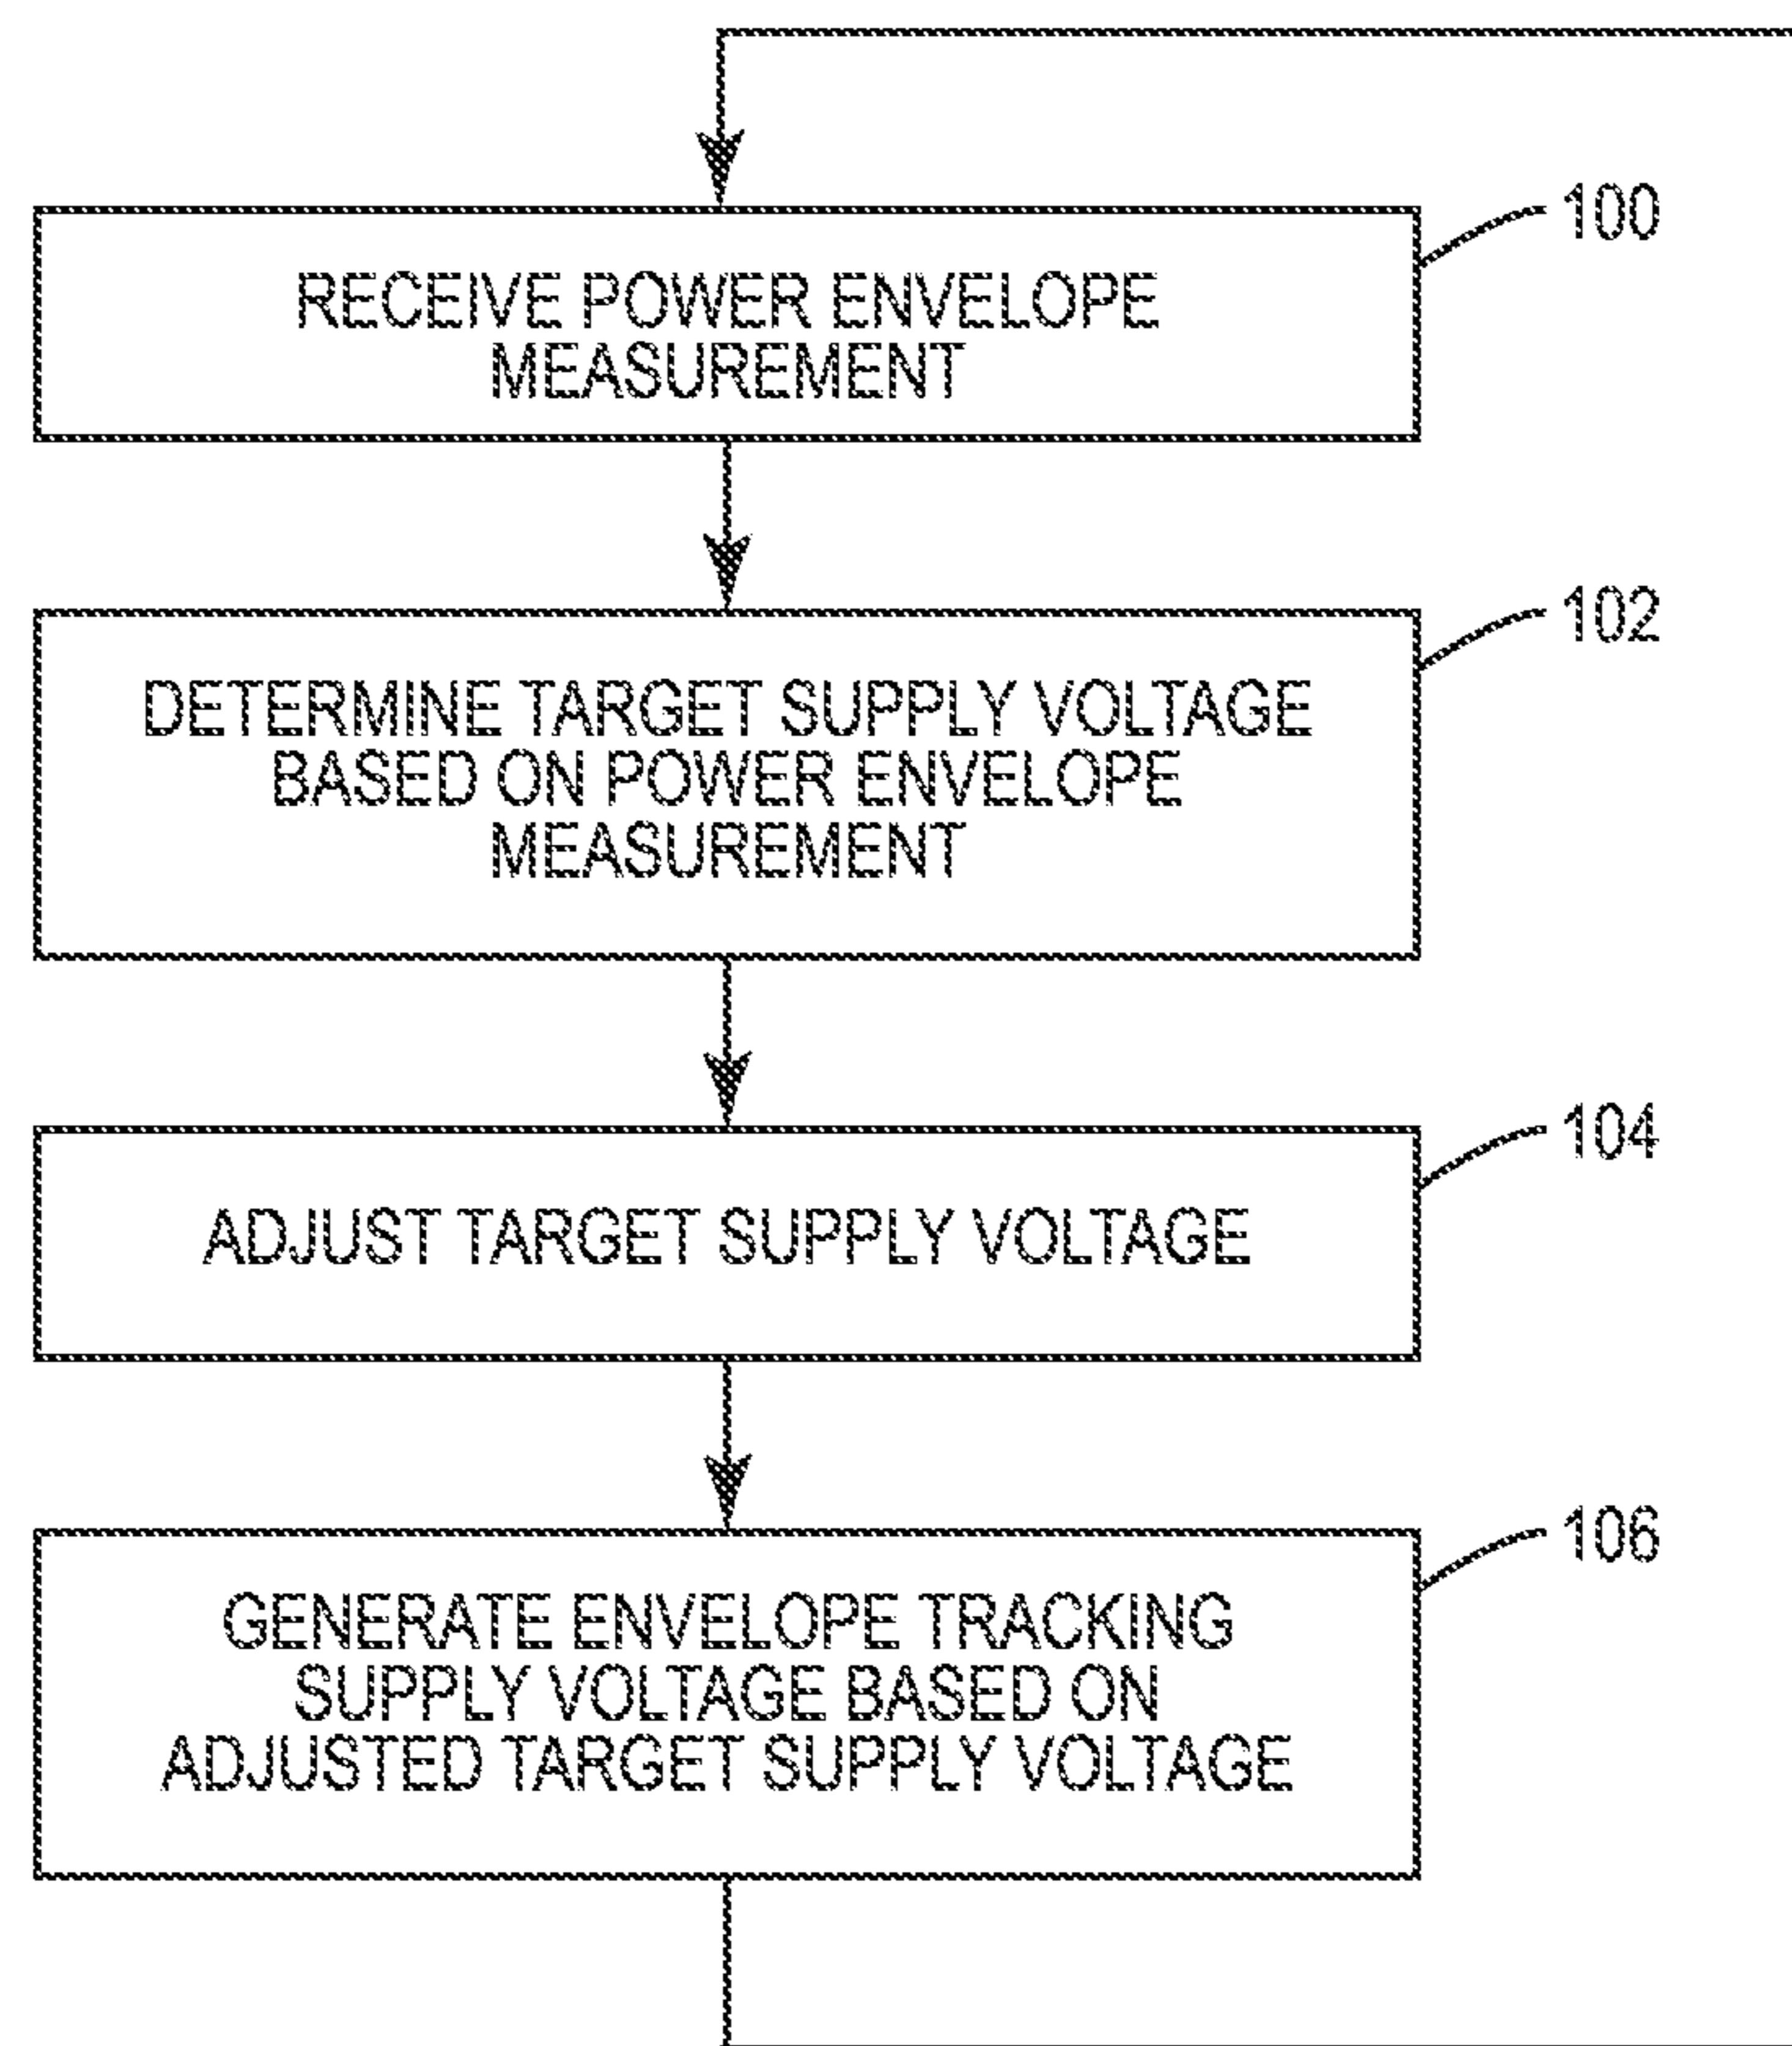 100
RECEIVE POWER ENVELOPE
MEASUREMENT
102
DETERMINE TARGET SUPPLY VOLTAGE
BASED ON POWER ENVELOPE
MEASUREMENT
104
ADJUST TARGET SUPPLY VOLTAGE
106
GENERATE ENVELOPE TRACKING
SUPPLY VOLTAGE BASED ON
ADJUSTED TARGET SUPPLY VOLTAGE